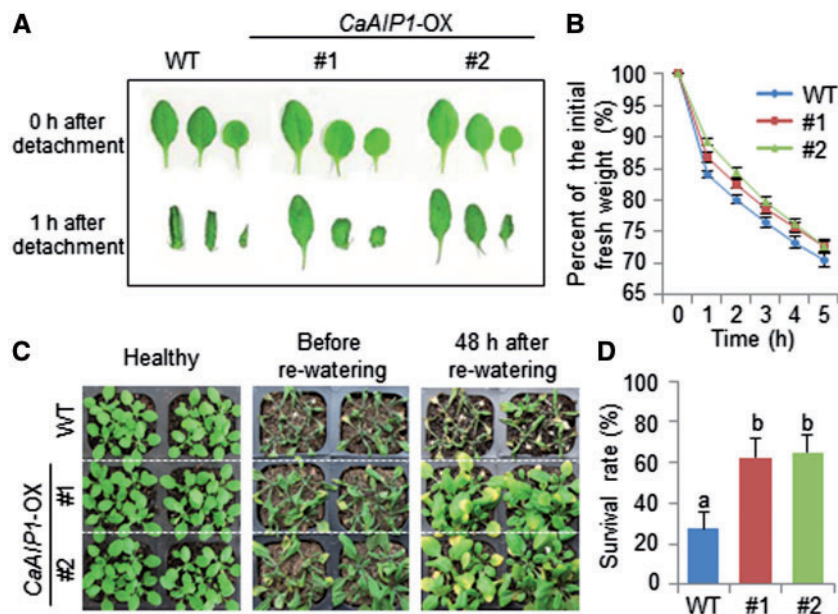 A
CaAIP1-OX
WT #1 #2
0 h after
detachment
1 h after
detachment
B
Percent of the initial
fresh weight (%)
100
95
90
85
80
75
70
65
0 1 2 3 4 5
Time (h)
WT
#1
#2
C
Healthy
Before
re-watering
48 h after
re-watering
WT
CaAIP1-OX
#1
#2
D
Survival rate (%)
100
80
60
40
20
0
a
b
b
WT #1 #2